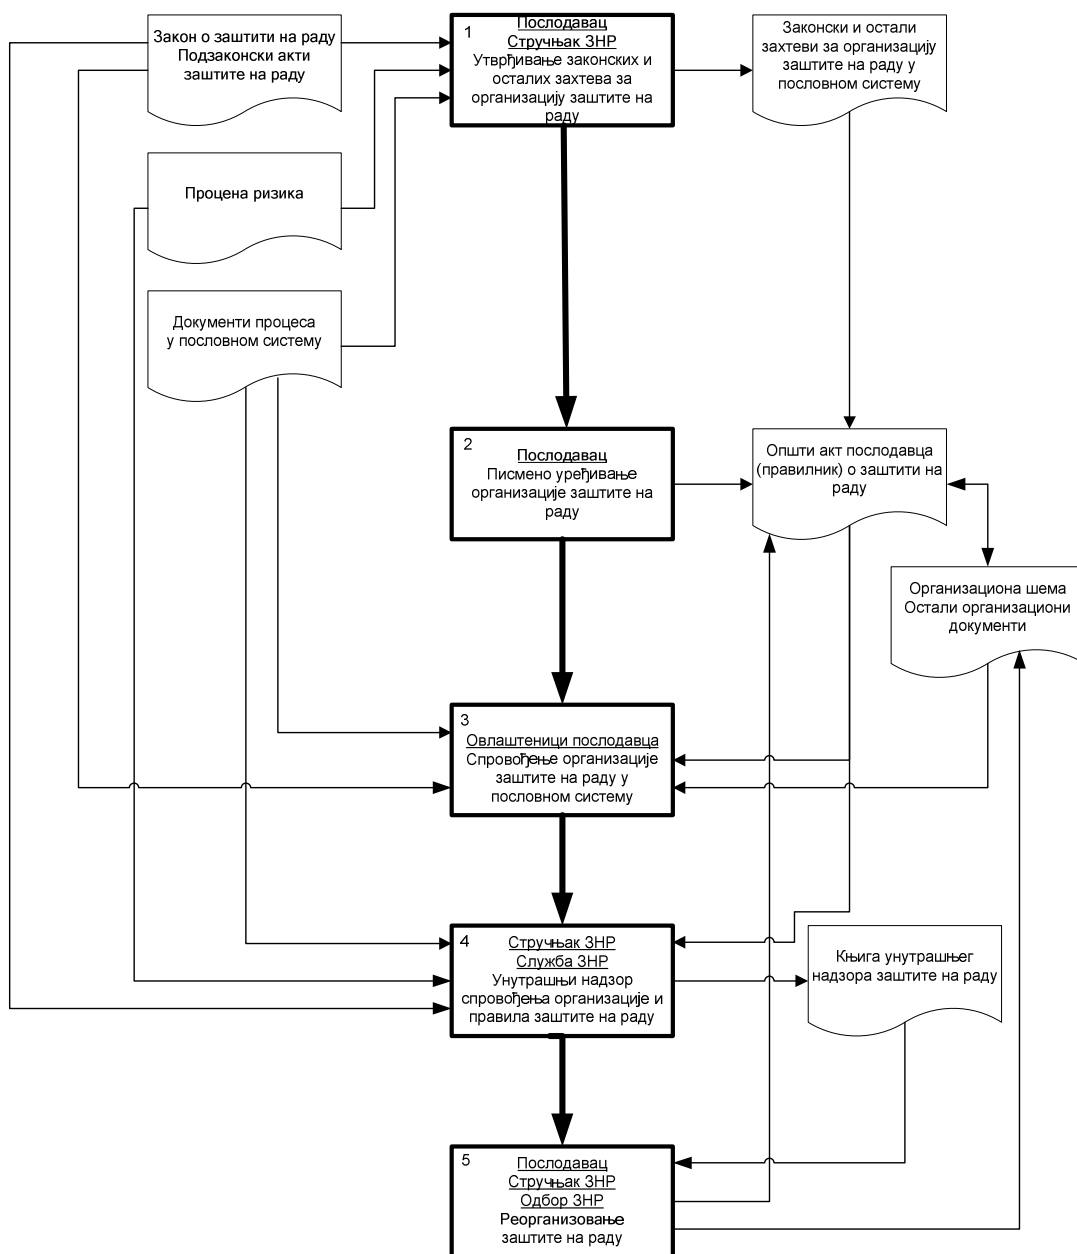 Закон о заштити на раду
Подзаконски акти
заштите на раду
1
Послодавац
Стручњак ЗНР
Утврђивање законских и
осталих захтева за
организацију заштите на
раду
Законски и остали
захтеви за организацију
заштите на раду у
пословном систему
Процена ризика
Документи процеса
у пословном систему
2
Послодавац
Писмено уређивање
организације заштите на
раду
Општи акт послодавца
(правилник) о заштити на
раду
Организациона шема
Остали организациони
документи
3
Овлаштеници послодавца
Спровођење организације
заштите на раду у
пословном систему
4
Стручњак ЗНР
Служба ЗНР
Унутрашњи надзор
спровођења организације и
правила заштите на раду
Књига унутрашњег
надзора заштите на раду
5
Послодавац
Стручњак ЗНР
Одбор ЗНР
Реорганизовање
заштите на раду